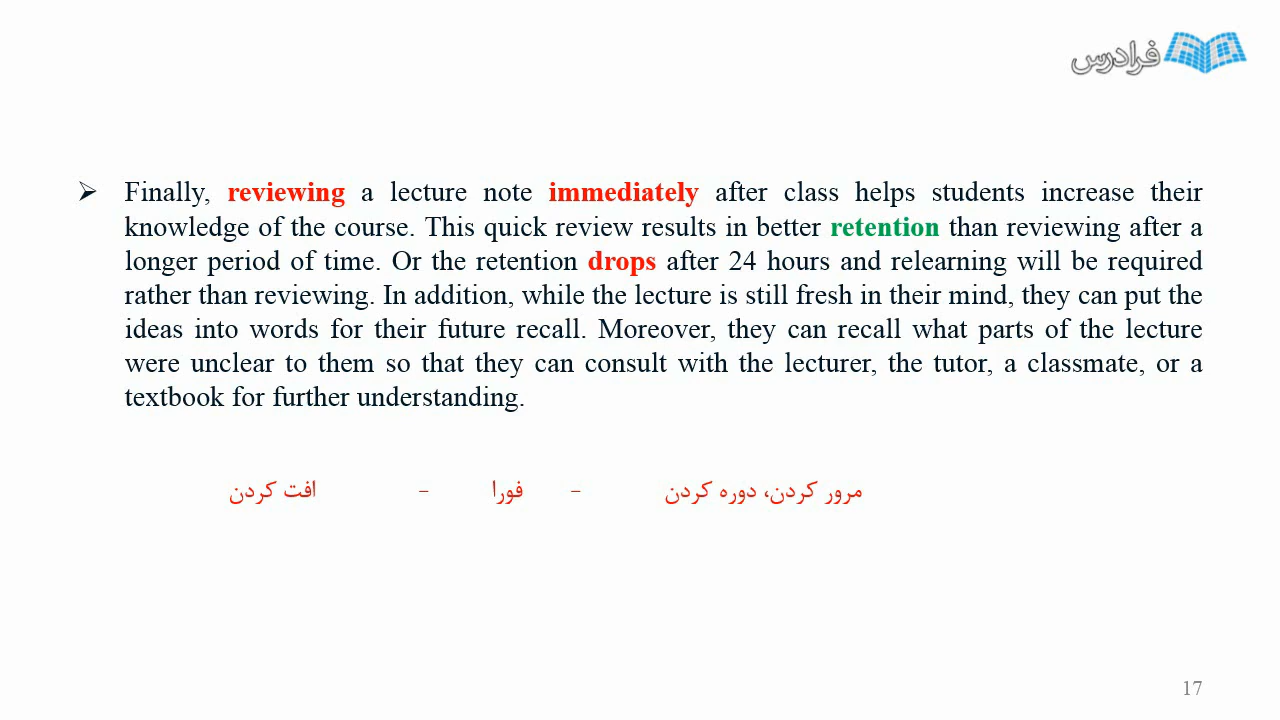 فرادرس
➢ Finally, reviewing a lecture note immediately after class helps students increase their
knowledge of the course. This quick review results in better retention than reviewing after a
longer period of time. Or the retention drops after 24 hours and relearning will be required
rather than reviewing. In addition, while the lecture is still fresh in their mind, they can put the
ideas into words for their future recall. Moreover, they can recall what parts of the lecture
were unclear to them so that they can consult with the lecturer, the tutor, a classmate, or a
textbook for further understanding.
مرور کردن، دوره کردن - فورا - افت کردن
17